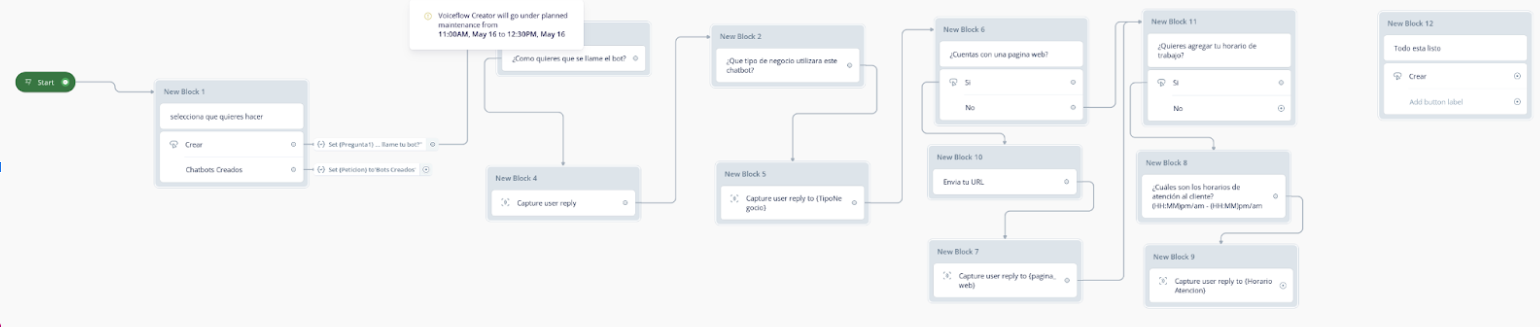 Voiceflow Creator will go under planned
maintenance from
11:00AM, May 16 to 12:30PM, May 16
Start
New Block 1
selecciona que quieres hacer
Crear
Chatbots Creados
Set {Pregunta1} ... llame tu bot?"
Set {Peticion} to'Bots Creados'
¿Como quieres que se llame el bot?
New Block 4
Capture user reply
New Block 2
¿Que tipo de negocio utilizara este
chatbot?
New Block 5
Capture user reply to {TipoNe
gocio}
New Block 6
¿Cuentas con una pagina web?
Si
No
New Block 10
Envia tu URL
New Block 7
Capture user reply to {pagina_
web}
New Block 11
¿Quieres agregar tu horario de
trabajo?
Si
No
New Block 8
¿Cuáles son los horarios de
atención al cliente?
(HH:MM)pm/am - (HH:MM)pm/am
New Block 9
Capture user reply to {Horario
Atencion}
New Block 12
Todo esta listo
Crear
Add button label